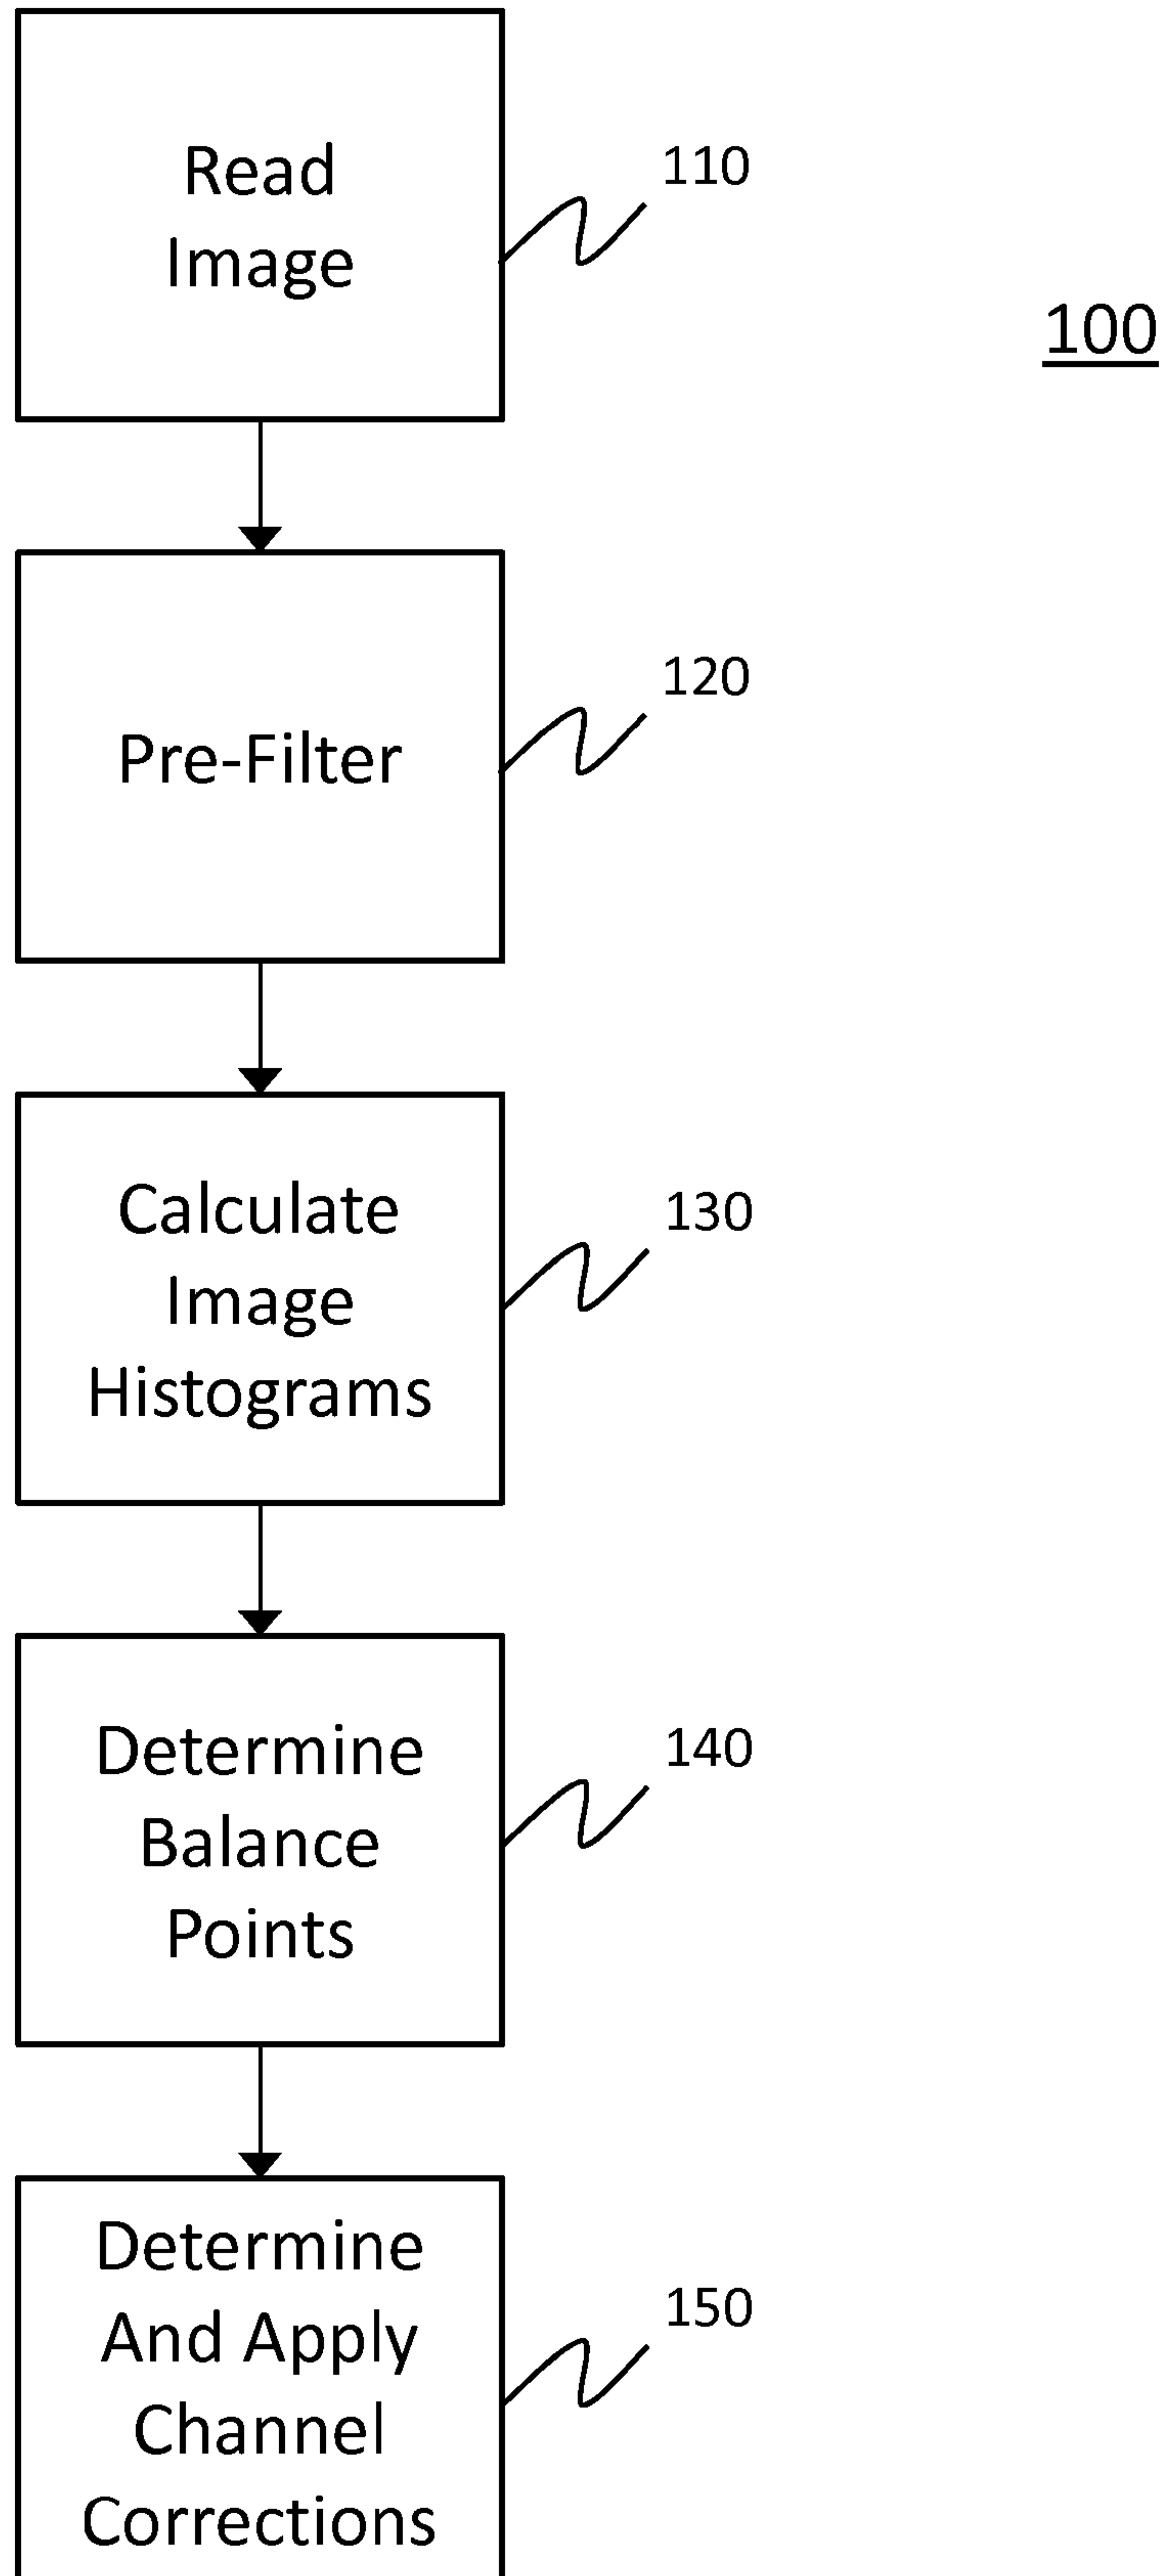 Read
Image
110
100
Pre-Filter
120
Calculate
Image
Histograms
130
Determine
Balance
Points
140
Determine
And Apply
Channel
Corrections
150